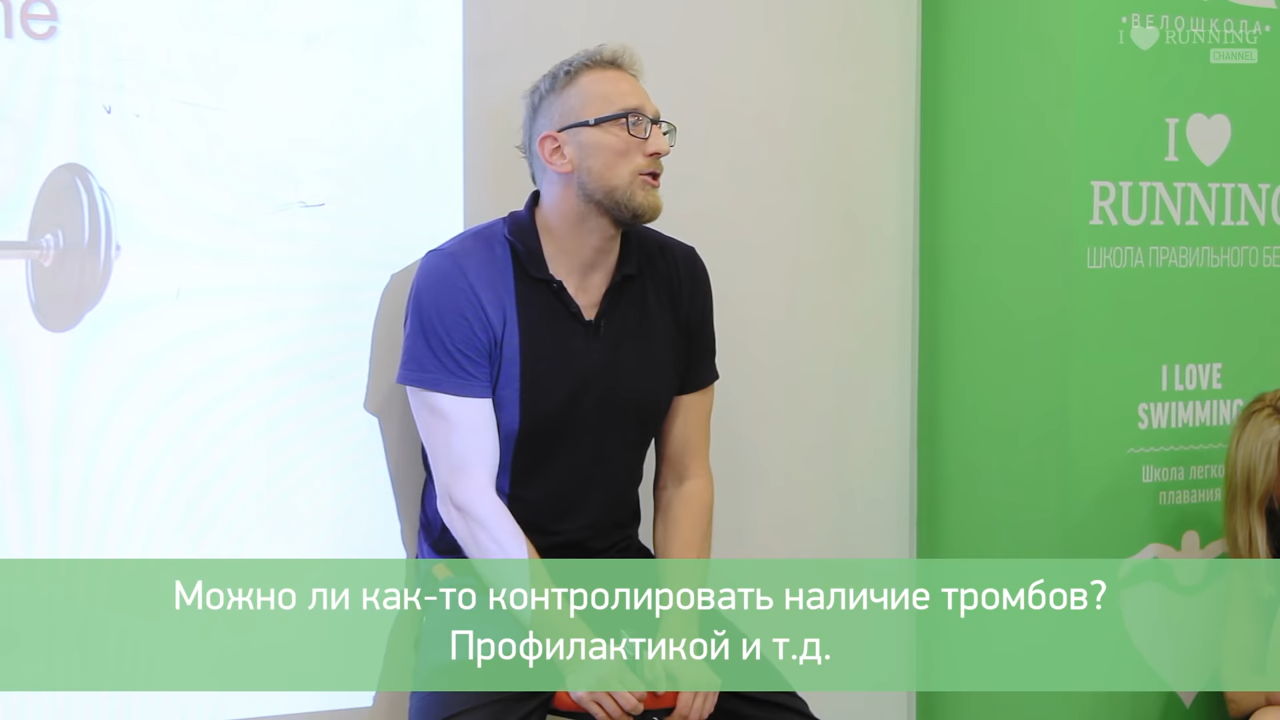 ne
•ВЕЛОШКОЛА•
I RUNNING
CHANNEL
I
RUNNING
ШКОЛА ПРАВИЛЬНОГО БЕ
I LOVE
SWIMMING
Школа легко
плавания
Можно ли как-то контролировать наличие тромбов?
Профилактикой и т.д.